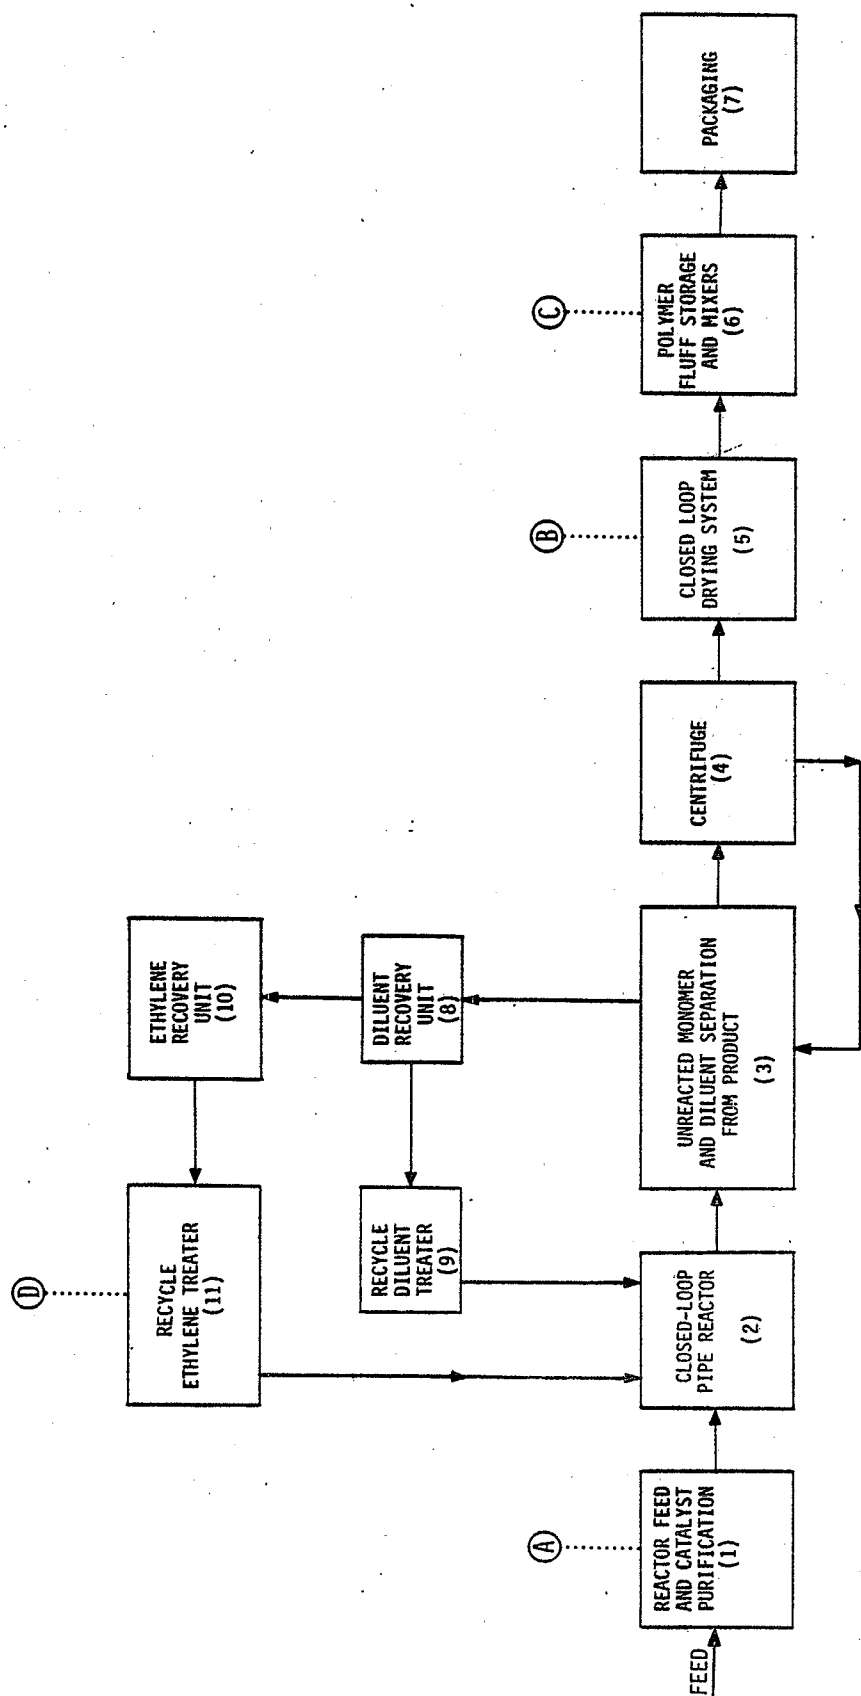 D
RECYCLE
ETHYLENE TREATER
(11)
ETHYLENE
RECOVERY
UNIT
(10)
RECYCLE
DILUENT
TREATER
(9)
DILUENT
RECOVERY
UNIT
(8)
A
B
C
FEED
REACTOR FEED
AND CATALYST
PURIFICATION
(1)
CLOSED-LOOP
PIPE REACTOR
(2)
UNREACTED MONOMER
AND DILUENT SEPARATION
FROM PRODUCT
(3)
CENTRIFUGE
(4)
CLOSED LOOP
DRYING SYSTEM
(5)
POLYMER
FLUFF STORAGE
AND MIXERS
(6)
PACKAGING
(7)